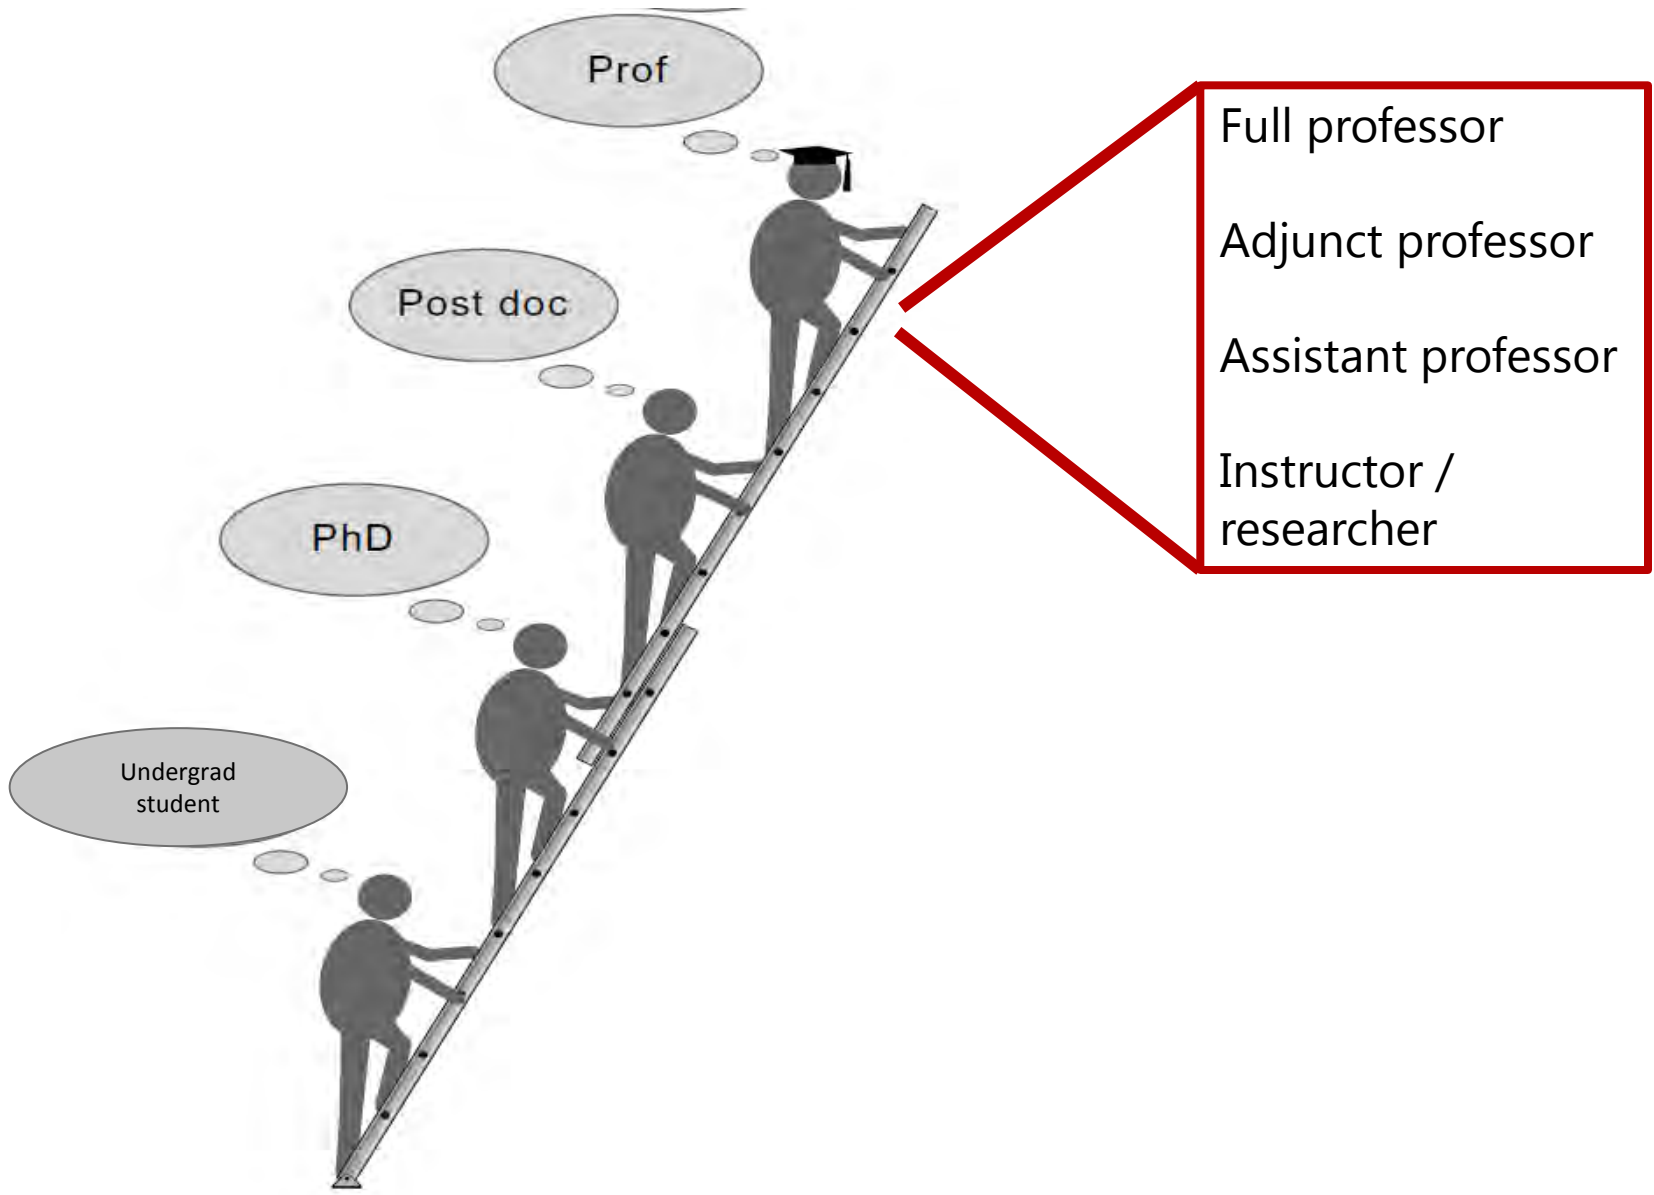 Prof
Full professor
Adjunct professor
Post doc
Assistant professor
Instructor /
researcher
PhD
Undergrad
student